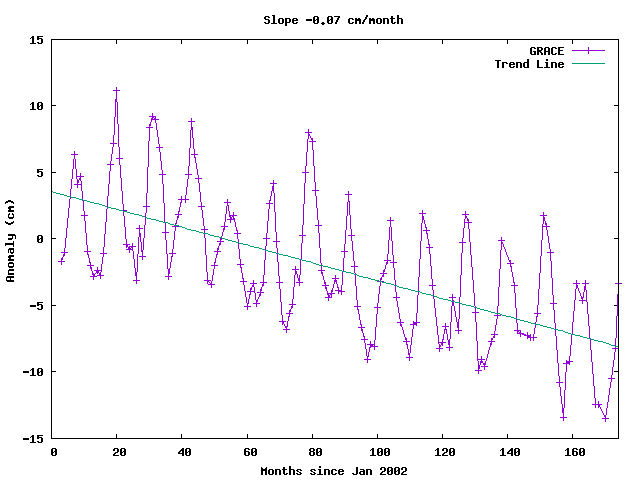 Slope -0.07 cm/month
GRACE
Trend Line
Anomaly (cm)
15
10
5
0
-5
-10
-15
0 20 40 60 80 100 120 140 160
Months since Jan 2002